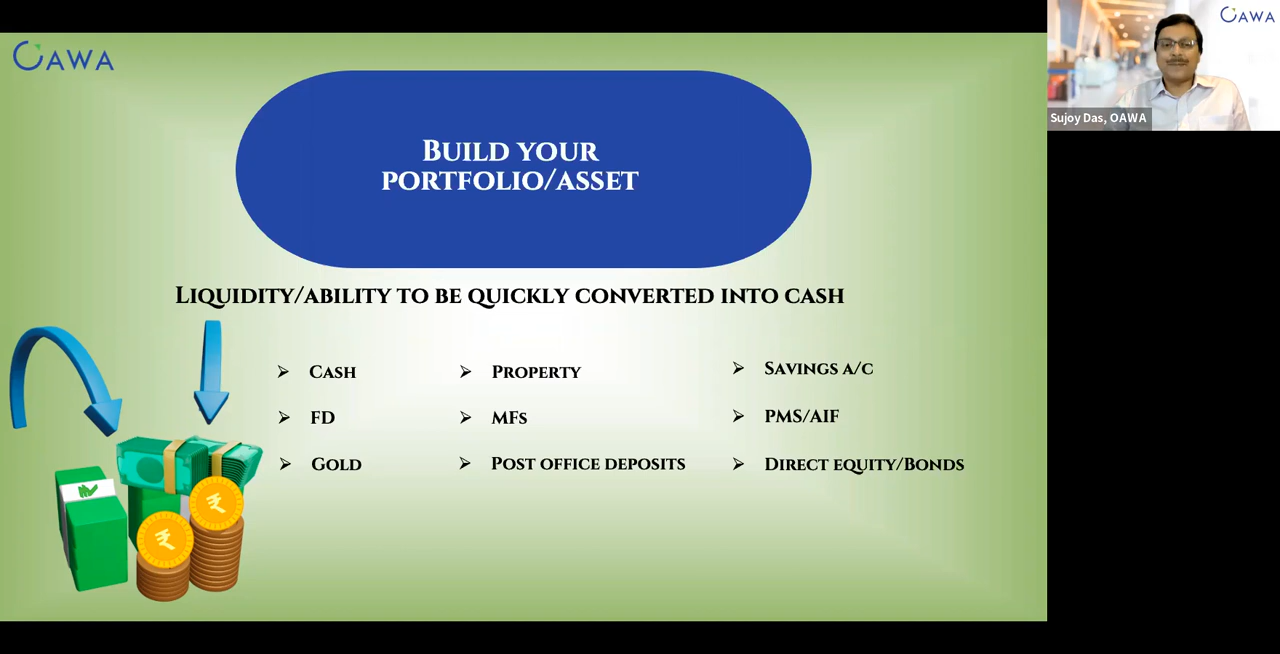 OAWA
OAWA
Sujoy Das, OAWA
Build your
portfolio/asset
Liquidity/ability to be quickly converted into cash
Cash
Property
Savings a/c
FD
MFs
PMS/AIF
Gold
Post office deposits
Direct equity/Bonds
₹
₹